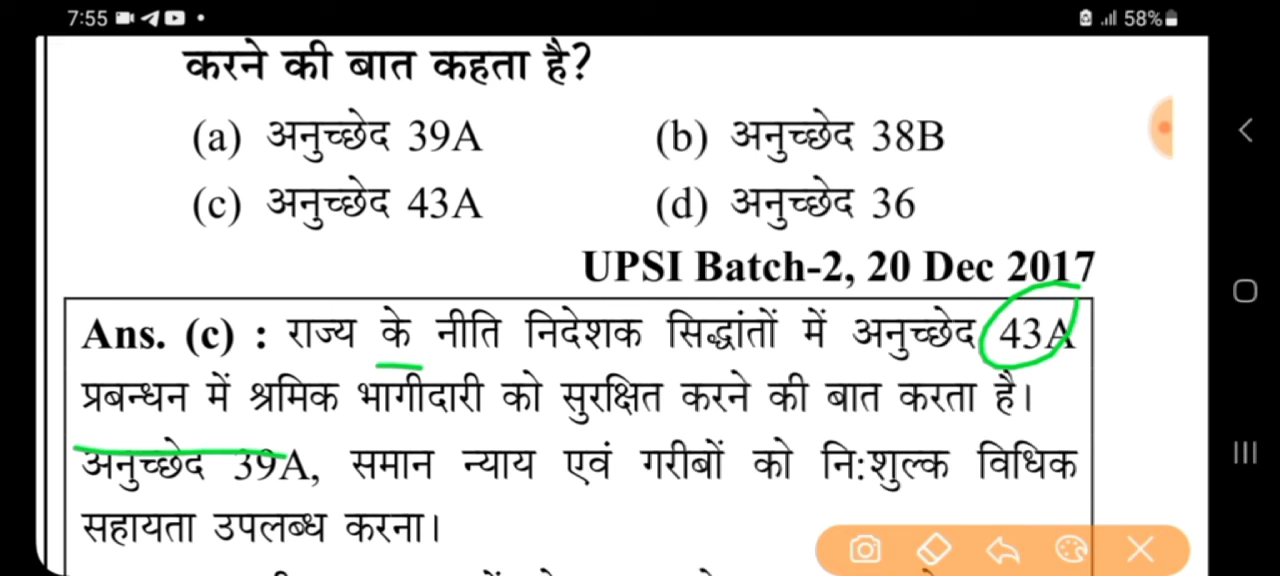 7:55
58%
करने की बात कहता है?
(a) अनुच्छेद 39A (b) अनुच्छेद 38B
(c) अनुच्छेद 43A (d) अनुच्छेद 36
UPSI Batch-2, 20 Dec 2017
Ans. (c) : राज्य के नीति निदेशक सिद्धांतों में अनुच्छेद 43A
प्रबन्धन में श्रमिक भागीदारी को सुरक्षित करने की बात करता है।
अनुच्छेद 39A, समान न्याय एवं गरीबों को नि:शुल्क विधिक
सहायता उपलब्ध करना।